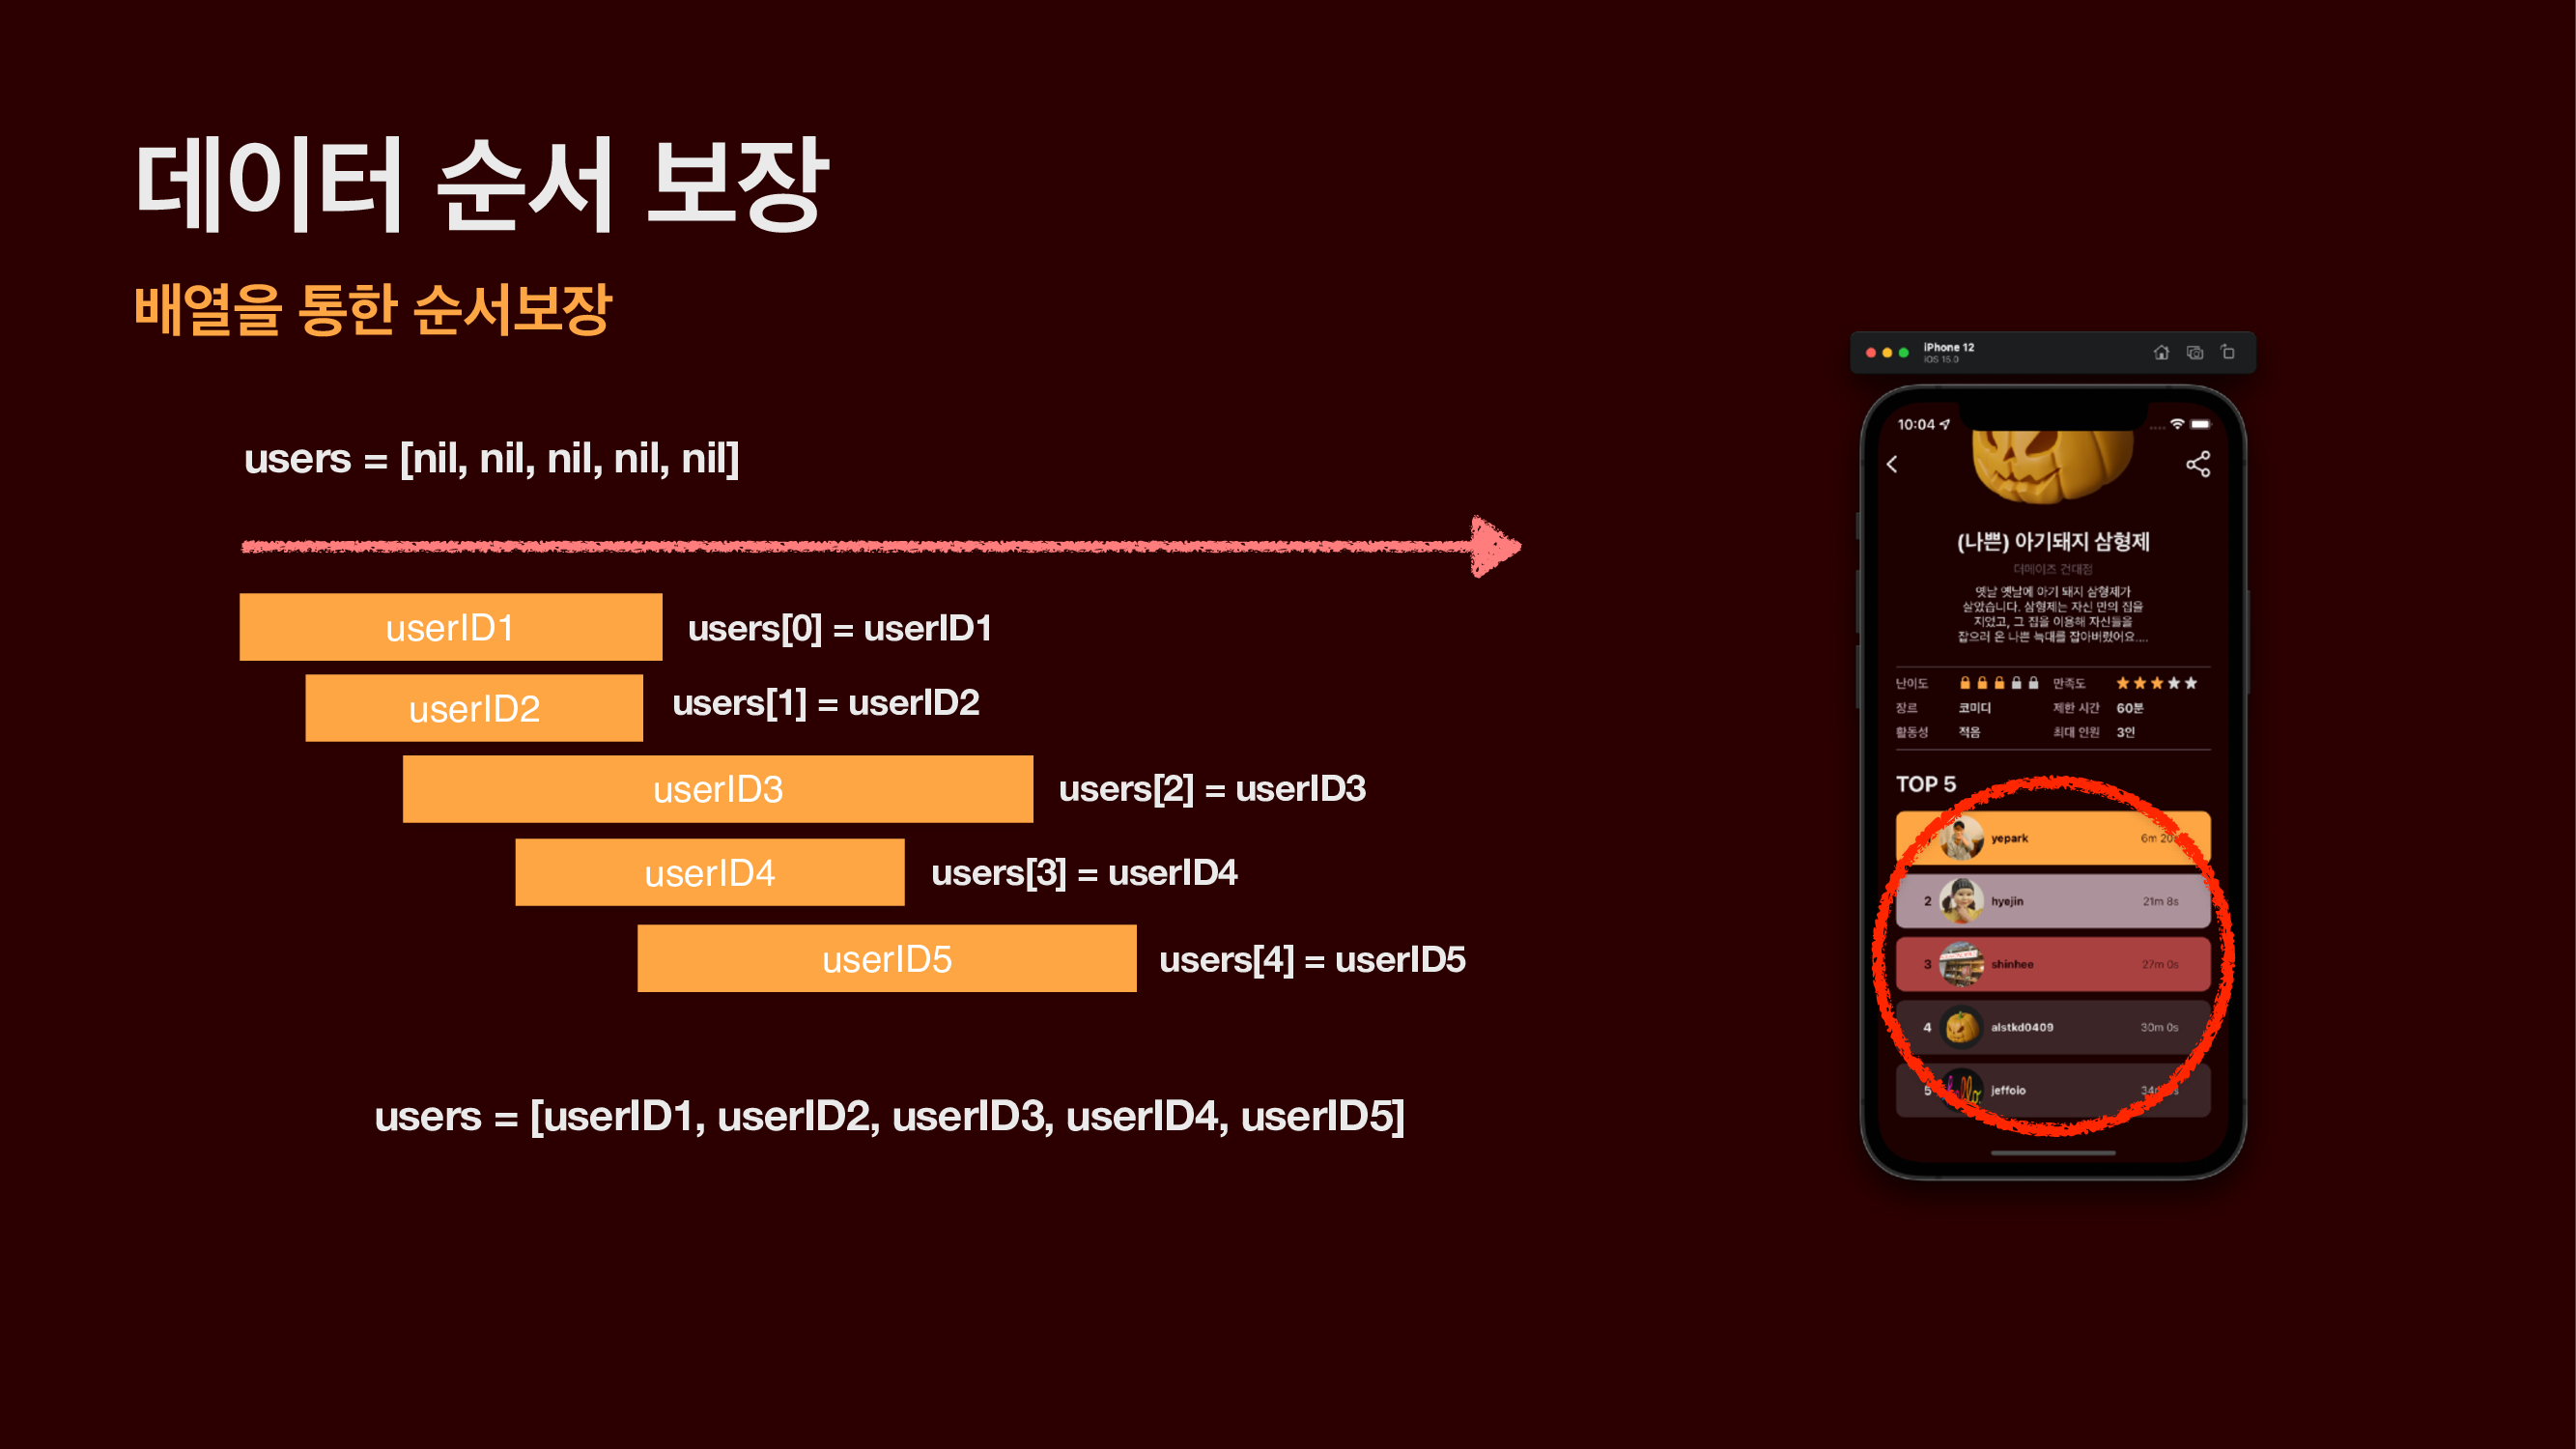 데이터 순서 보장
배열을 통한 순서보장
users = [nil, nil, nil, nil, nil]
userID1
users[0] = userID1
userID2
users[1] = userID2
userID3
users[2] = userID3
userID4
users[3] = userID4
userID5
users[4] = userID5
users = [userID1, userID2, userID3, userID4, userID5]
iPhone 12
iOS 15.0
10:04
(나쁜) 아기돼지 삼형제
더메이즈 건대점
옛날 옛날에 아기 돼지 삼형제가
살았습니다. 삼형제는 자신 만의 집을
지었고, 그 집을 이용해 자신들을
잡으러 온 나쁜 늑대를 잡아버렸어요....
난이도 만족도
장르 코미디 제한 시간 60분
활동성 적음 최대 인원 3인
TOP 5
yepark 6m 20s
2 hyejin 21m 8s
3 shinhee 27m 0s
4 alstkd0409 30m 0s
5 jeffoio